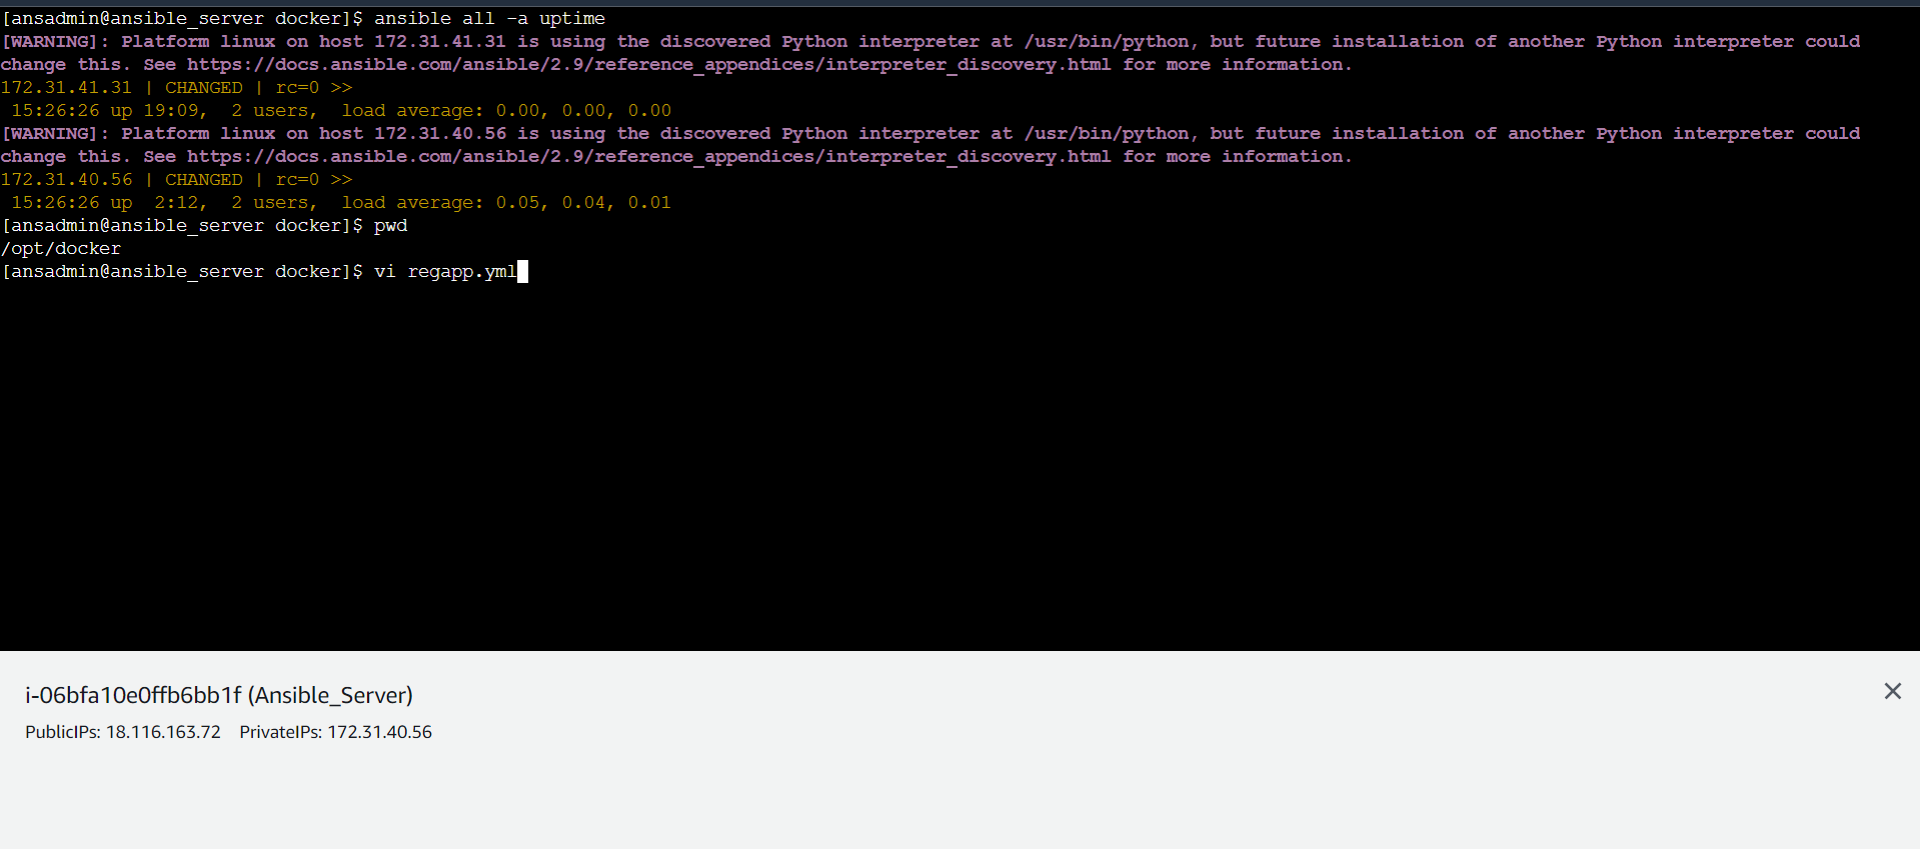 [ansadmin@ansible_server docker]$ ansible all -a uptime
[WARNING]: Platform linux on host 172.31.41.31 is using the discovered Python interpreter at /usr/bin/python, but future installation of another Python interpreter could
change this. See https://docs.ansible.com/ansible/2.9/reference_appendices/interpreter_discovery.html for more information.
172.31.41.31 | CHANGED | rc=0 >>
 15:26:26 up 19:09,  2 users,  load average: 0.00, 0.00, 0.00
[WARNING]: Platform linux on host 172.31.40.56 is using the discovered Python interpreter at /usr/bin/python, but future installation of another Python interpreter could
change this. See https://docs.ansible.com/ansible/2.9/reference_appendices/interpreter_discovery.html for more information.
172.31.40.56 | CHANGED | rc=0 >>
 15:26:26 up  2:12,  2 users,  load average: 0.05, 0.04, 0.01
[ansadmin@ansible_server docker]$ pwd
/opt/docker
[ansadmin@ansible_server docker]$ vi regapp.yml
i-06bfa10e0ffb6bb1f (Ansible_Server)
PublicIPs: 18.116.163.72    PrivateIPs: 172.31.40.56